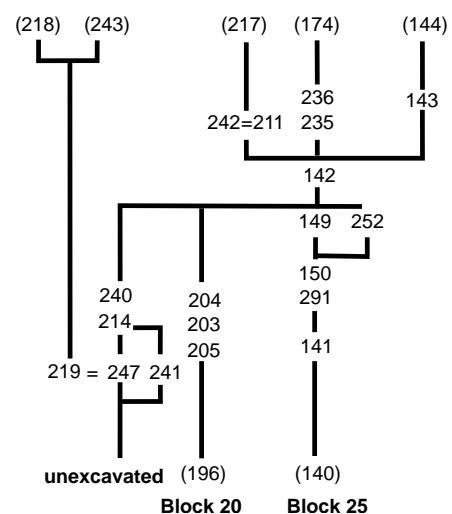 (218) (243) (217) (174) (144)
236
143
242=211 235
142
149 252
150
240 204 291
214 203
205 141
219 = 247 241
unexcavated (196) (140)
Block 20 Block 25